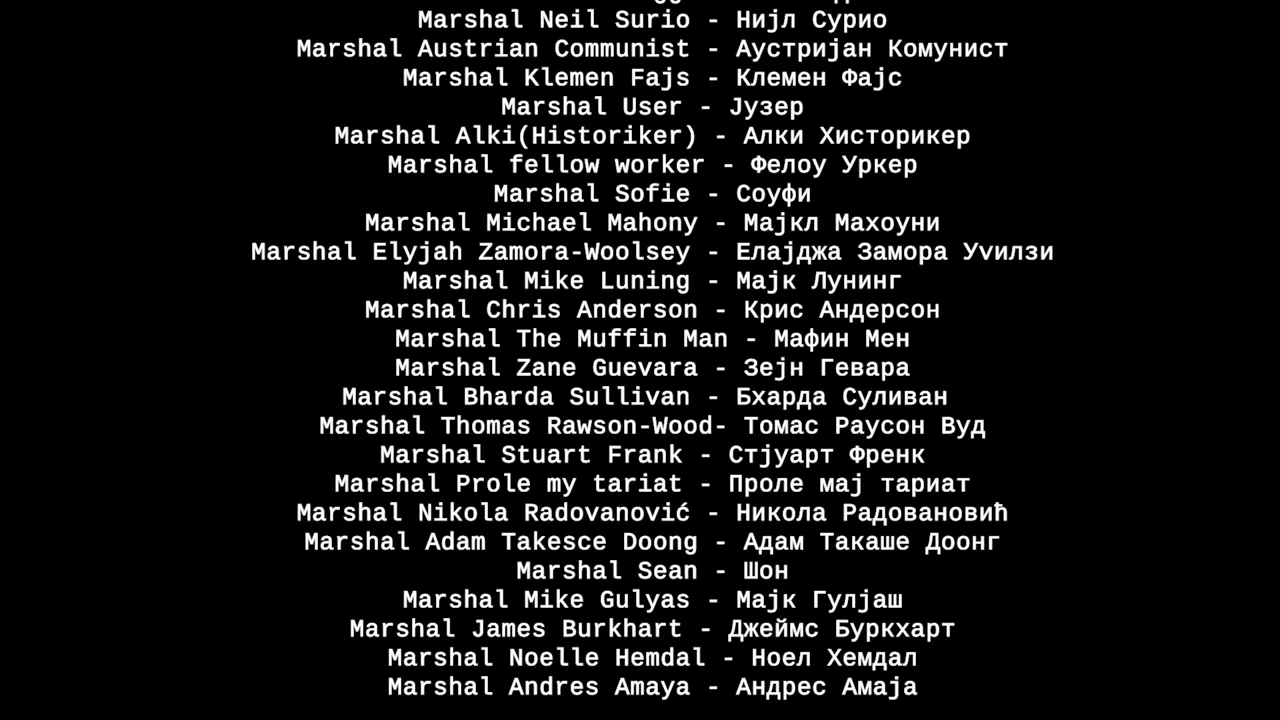 Marshal Neil Surio - Нијл Сурио
Marshal Austrian Communist - Аустријан Комунист
Marshal Klemen Fajs - Клемен Фајс
Marshal User - Јузер
Marshal Alki(Historiker) - Алки Хисторикер
Marshal fellow worker - Фелоу Уркер
Marshal Sofie - Соуфи
Marshal Michael Mahony - Мајкл Махоуни
Marshal Elyjah Zamora-Woolsey - Елајджа Замора Уvилзи
Marshal Mike Luning - Мајк Лунинг
Marshal Chris Anderson - Крис Андерсон
Marshal The Muffin Man - Мафин Мен
Marshal Zane Guevara - Зејн Гевара
Marshal Bharda Sullivan - Бхарда Суливан
Marshal Thomas Rawson-Wood- Томас Раусон Вуд
Marshal Stuart Frank - Стјуарт Френк
Marshal Prole my tariat - Проле мај тариат
Marshal Nikola Radovanović - Никола Радовановић
Marshal Adam Takesce Doong - Адам Такаше Доонг
Marshal Sean - Шон
Marshal Mike Gulyas - Мајк Гулјаш
Marshal James Burkhart - Джеймс Буркхарт
Marshal Noelle Hemdal - Ноел Хемдал
Marshal Andres Amaya - Андрес Амаја